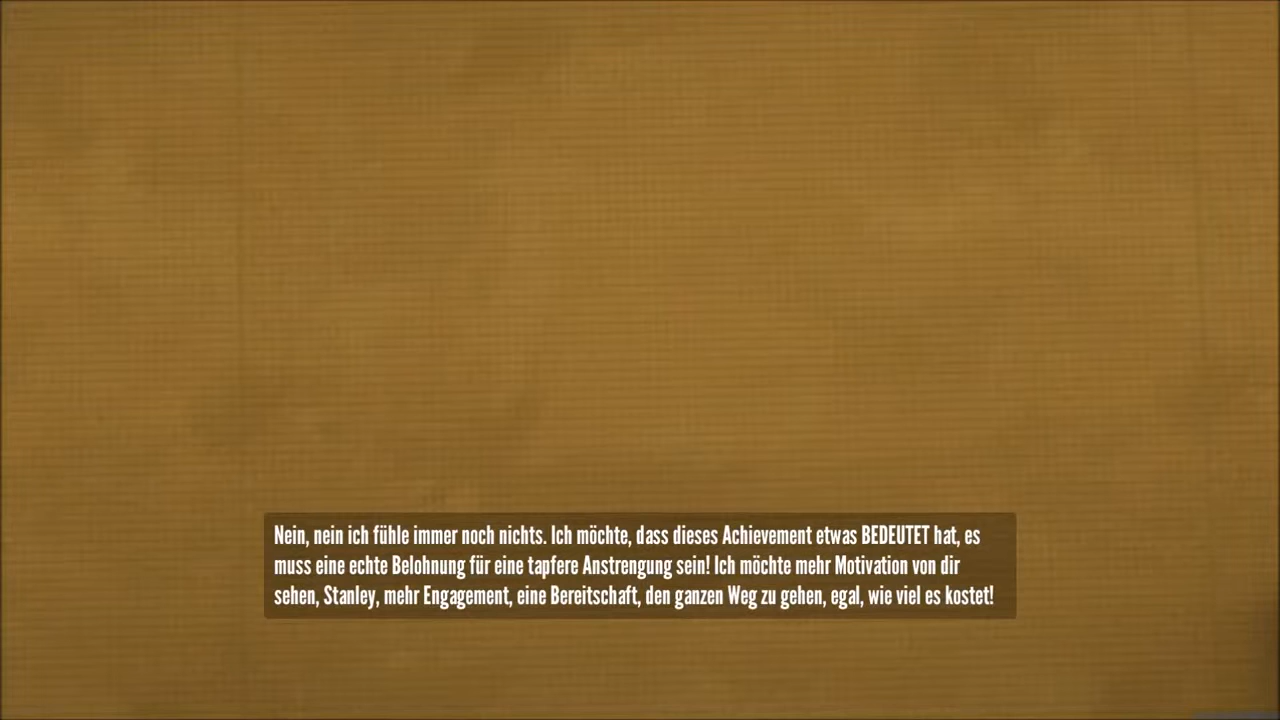 Nein, nein ich fühle immer noch nichts. Ich möchte, dass dieses Achievement etwas BEDEUTET hat, es
muss eine echte Belohnung für eine tapfere Anstrengung sein! Ich möchte mehr Motivation von dir
sehen, Stanley, mehr Engagement, eine Bereitschaft, den ganzen Weg zu gehen, egal, wie viel es kostet!